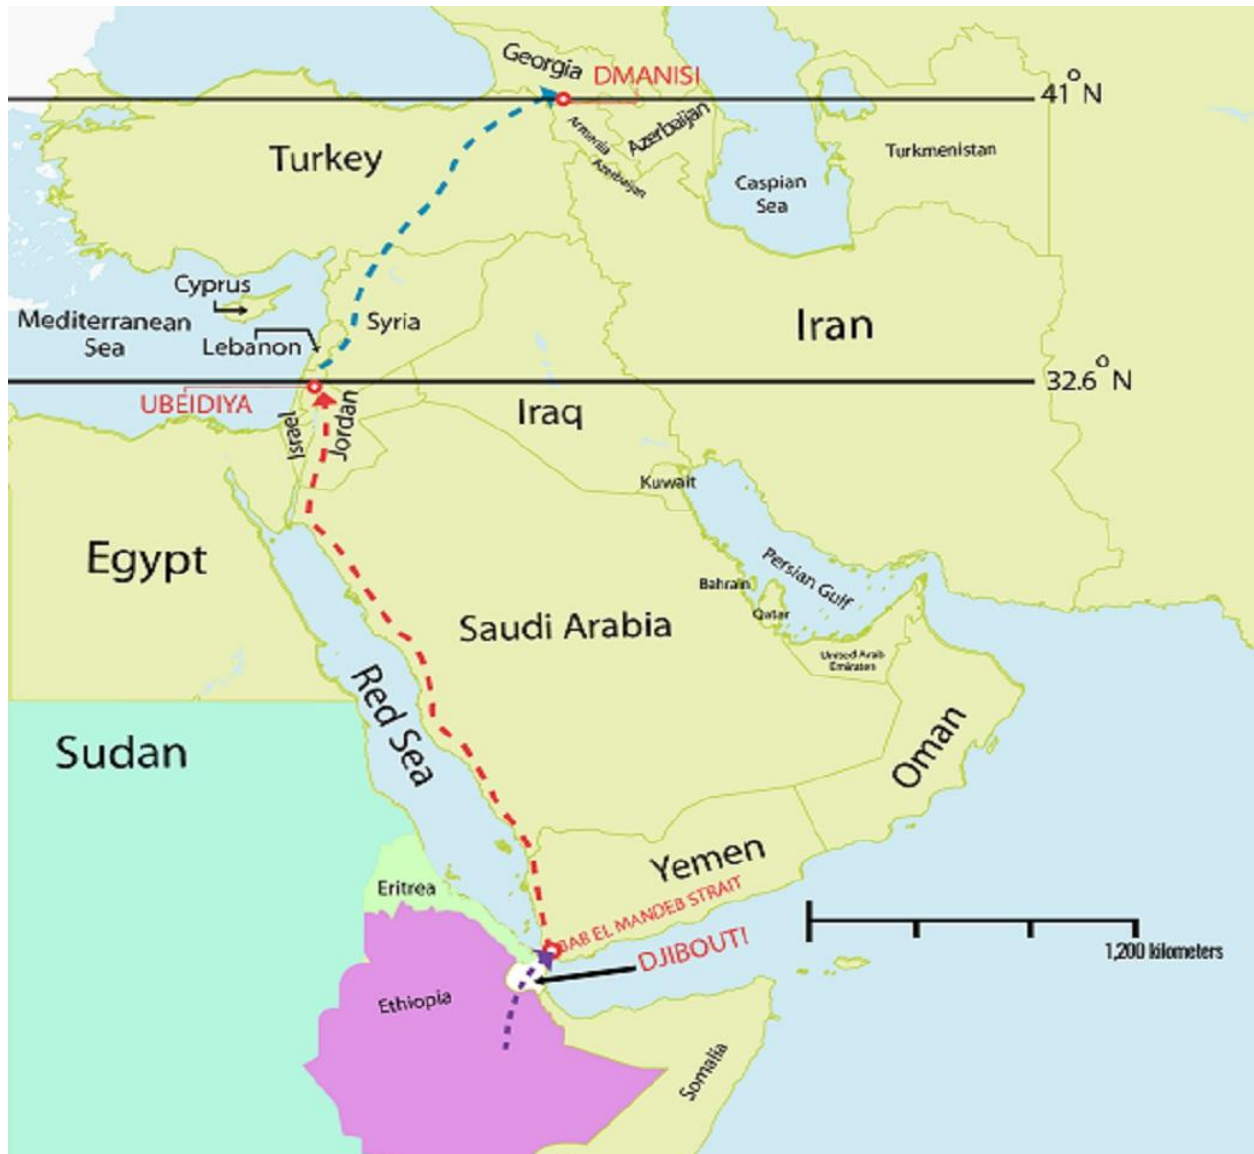 Georgia
DMANISI
41°N
Armenia
Azerbaijan
Azerbaijan
Turkey
Turkmenistan
Caspian
Sea
Cyprus
Mediterranean
Sea
Lebanon
Syria
Iran
32.6°N
UBEIDIYA
Israel
Jordan
Iraq
Kuwait
Egypt
Persian Gulf
Bahrain
Qatar
Saudi Arabia
United Arab
Emirates
Red Sea
Sudan
Oman
Yemen
Eritrea
BAB EL MANDEB STRAIT
DJIBOUTI
1,200 kilometers
Ethiopia
Somalia